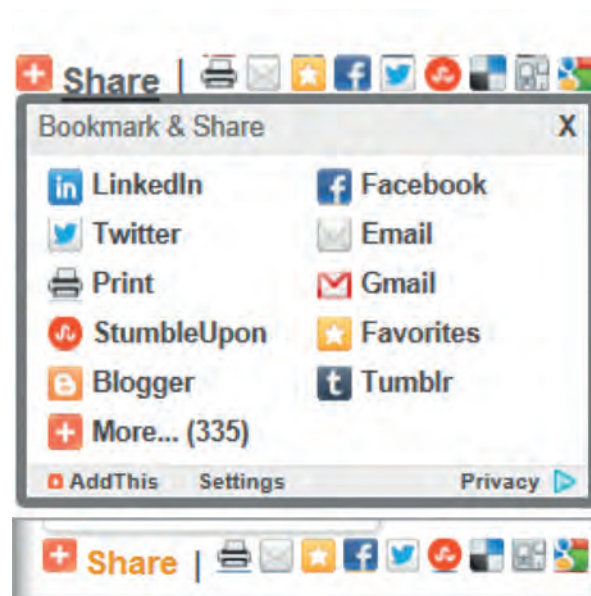 Share |
Bookmark & Share X
LinkedIn Facebook
Twitter Email
Print Gmail
StumbleUpon Favorites
Blogger Tumblr
More... (335)
AddThis Settings Privacy
Share |